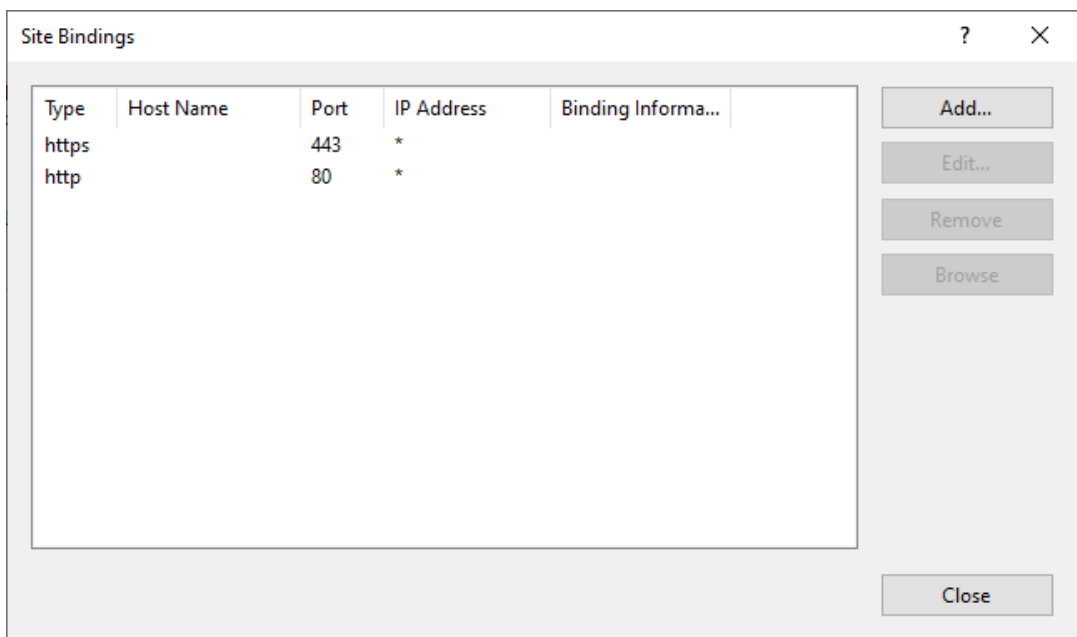 Site Bindings ?
Type Host Name Port IP Address Binding Informa... Add...
https 443 *
Edit...
http 80 *
Remove
Browse
Close